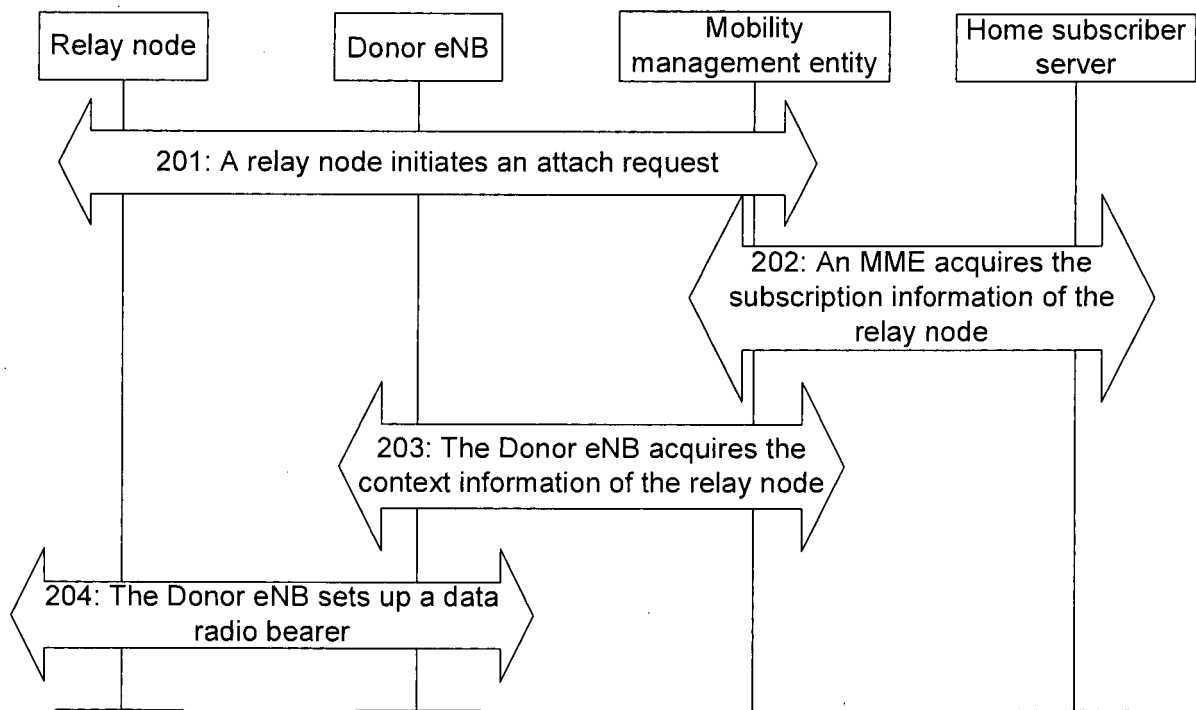 Relay node
Donor eNB
Mobility
management entity
Home subscriber
server
201: A relay node initiates an attach request
202: An MME acquires the
subscription information of the
relay node
203: The Donor eNB acquires the
context information of the relay node
204: The Donor eNB sets up a data
radio bearer